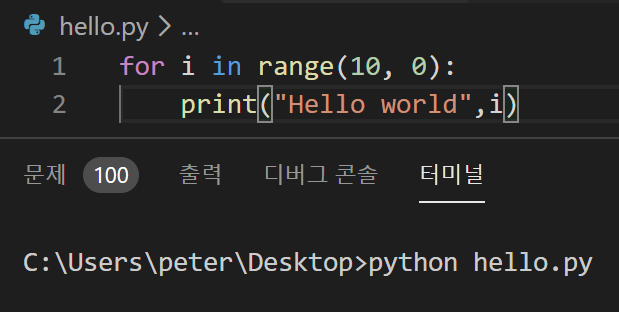 hello.py > ...
1 for i in range(10, 0):
2     print("Hello world",i)
문제 100 출력 디버그 콘솔 터미널
C:\Users\peter\Desktop>python hello.py